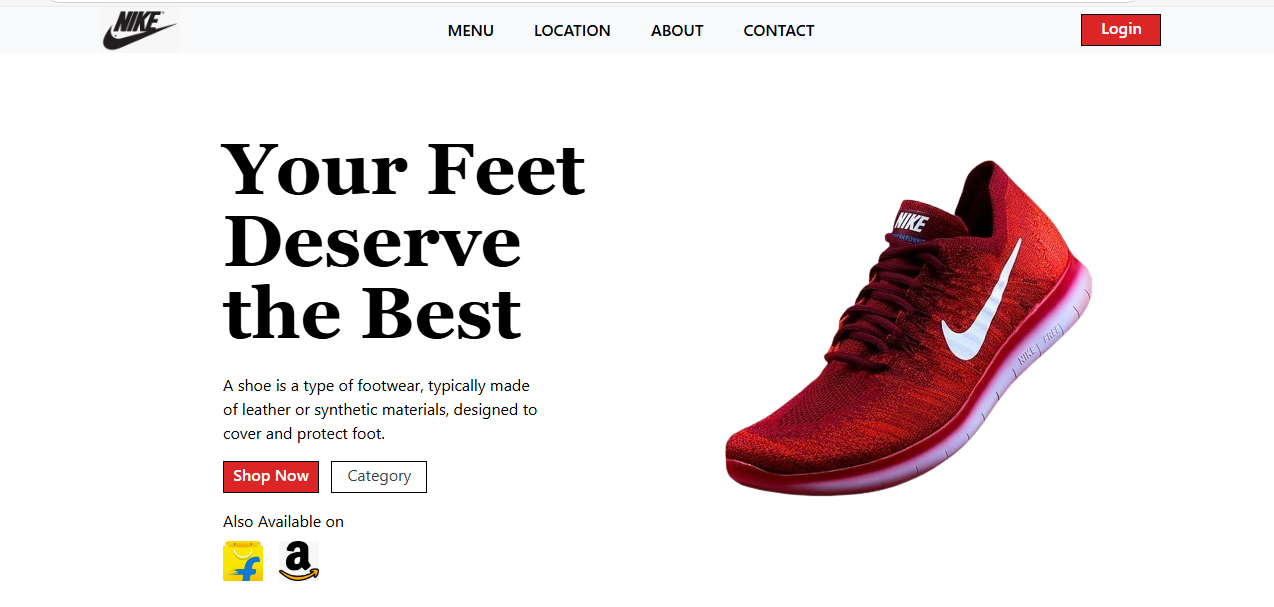 NIKE
MENU LOCATION ABOUT CONTACT
Login
Your Feet
Deserve
the Best
A shoe is a type of footwear, typically made
of leather or synthetic materials, designed to
cover and protect foot.
Shop Now Category
Also Available on
a
NIKE
NIKE FREE